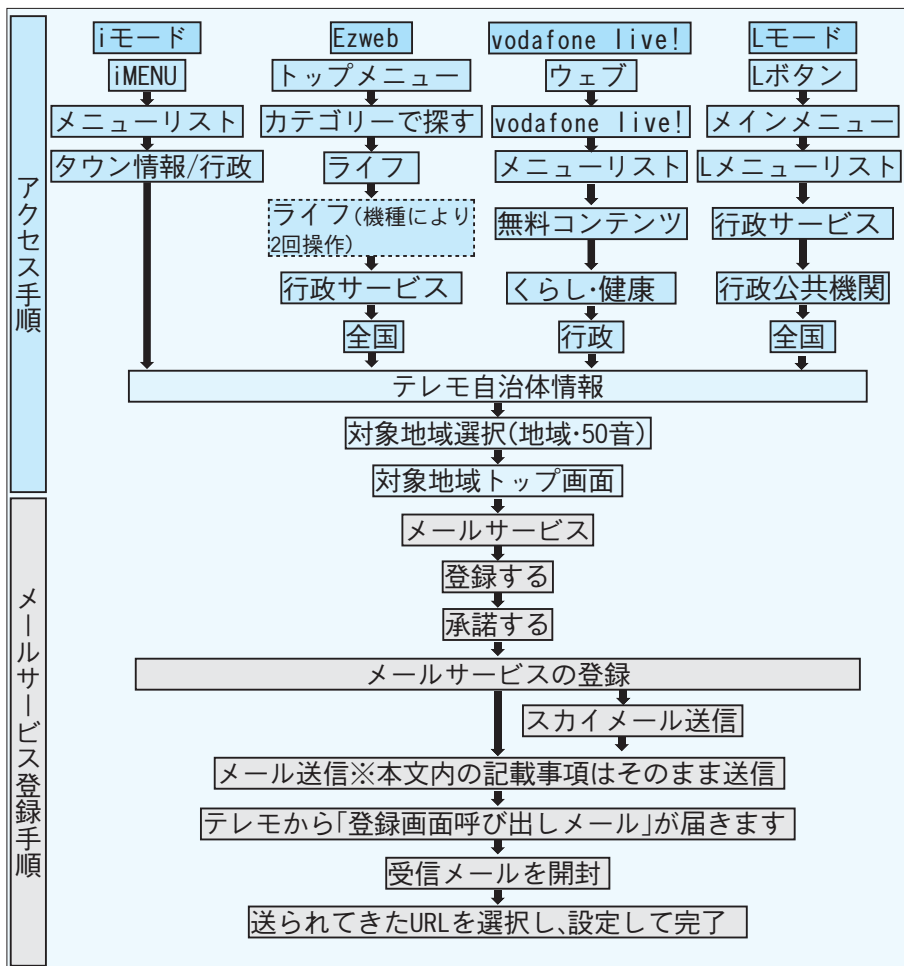 アクセス手順
iモード
iMENU
メニューリスト
タウン情報/行政
Ezweb
トップメニュー
カテゴリーで探す
ライフ
ライフ(機種により
2回操作)
行政サービス
全国
vodafone live!
ウェブ
vodafone live!
メニューリスト
無料コンテンツ
くらし・健康
行政
Lモード
Lボタン
メインメニュー
Lメニューリスト
行政サービス
行政公共機関
全国
テレモ自治体情報
対象地域選択(地域・50音)
対象地域トップ画面
メールサービス登録手順
メールサービス
登録する
承諾する
メールサービスの登録
スカイメール送信
メール送信※本文内の記載事項はそのまま送信
テレモから「登録画面呼び出しメール」が届きます
受信メールを開封
送られてきたURLを選択し、設定して完了